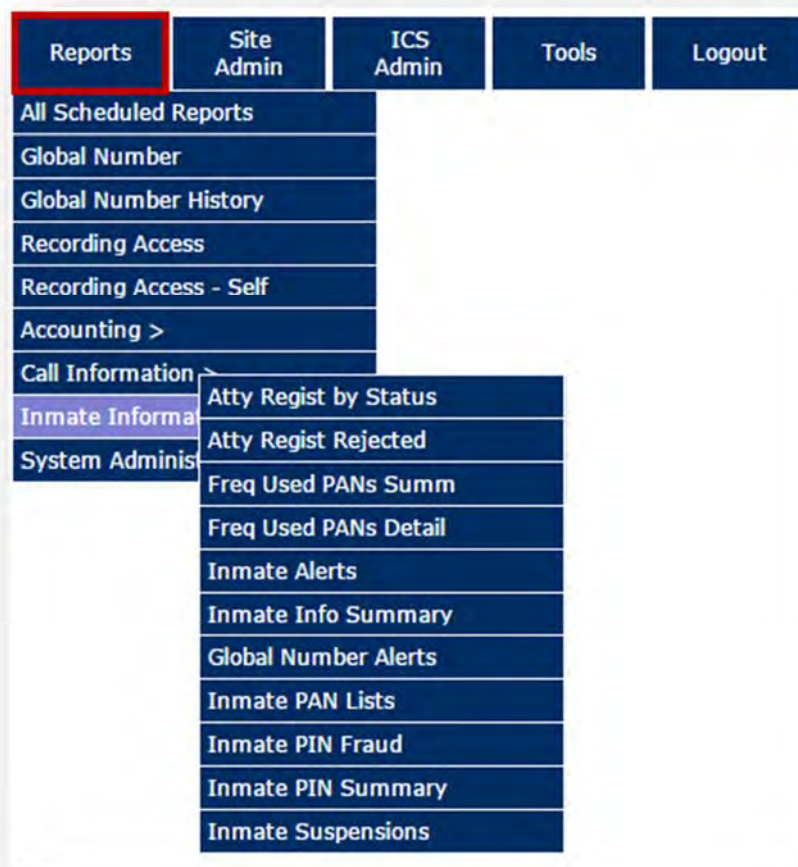 Reports
Site
Admin
ICS
Admin
Tools
Logout
All Scheduled Reports
Global Number
Global Number History
Recording Access
Recording Access - Self
Accounting >
Call Information >
Inmate
System
Atty Regist by Status
Atty Regist Rejected
Freq Used PANs Summ
Freq Used PANs Detail
Inmate Alerts
Inmate Info Summary
Global Number Alerts
Inmate PAN Lists
Inmate PIN Fraud
Inmate PIN Summary
Inmate Suspensions